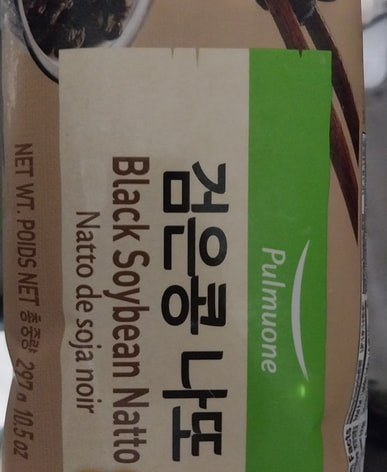 Pulmuone
검은콩 나또
Black Soybean Natto
Natto de soja noir
NET WT. POIDS NET 총중량 297 g 10.5 oz